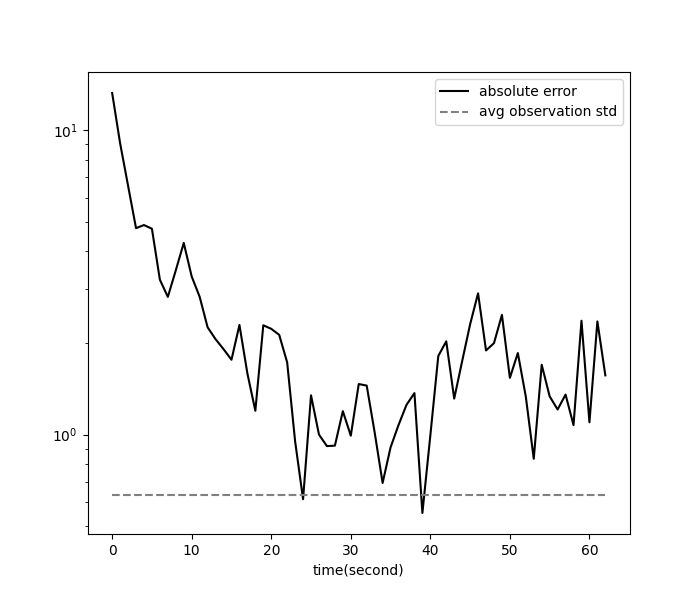 absolute error
avg observation std
10¹
10⁰
0 10 20 30 40 50 60
time(second)